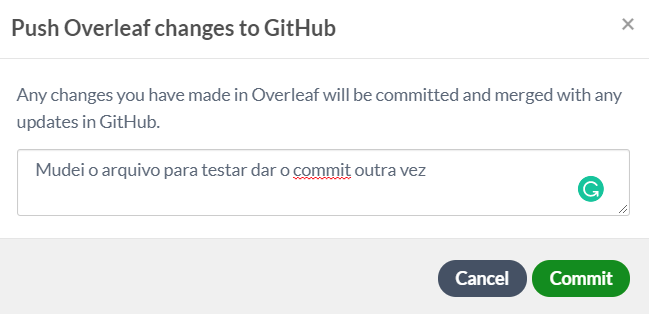 Push Overleaf changes to GitHub
×
Any changes you have made in Overleaf will be committed and merged with any
updates in GitHub.
Mudei o arquivo para testar dar o commit outra vez
Cancel Commit